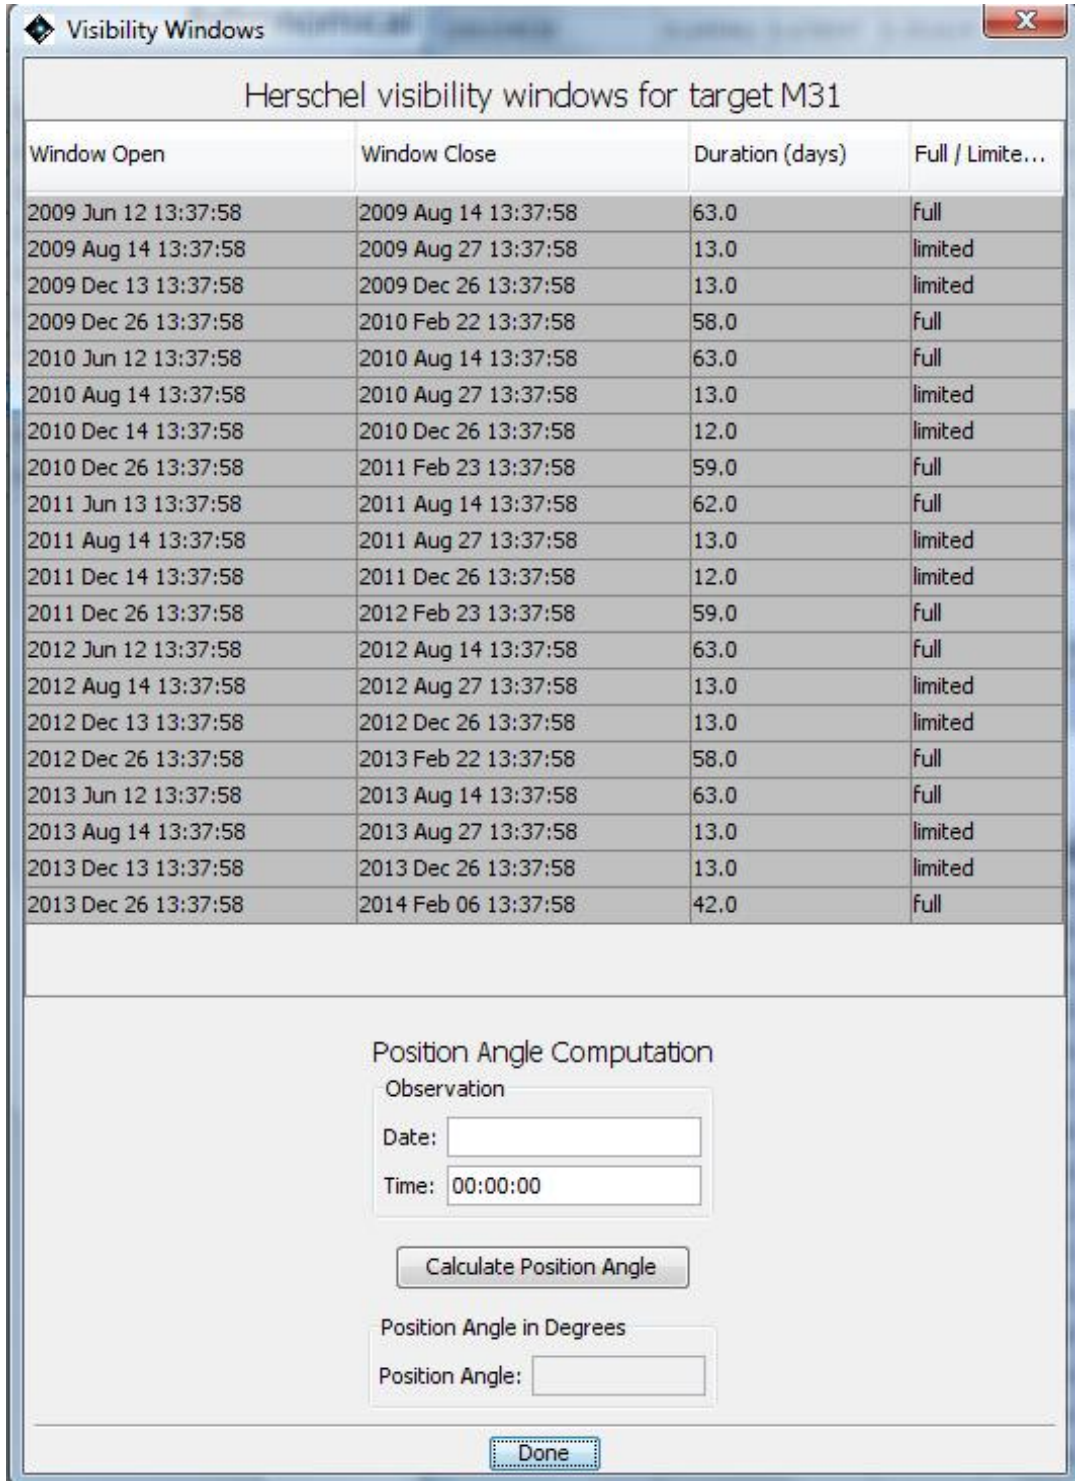 Visibility Windows
Herschel visibility windows for target M31
Window Open Window Close Duration (days) Full / Limite...
2009 Jun 12 13:37:58 2009 Aug 14 13:37:58 63.0 full
2009 Aug 14 13:37:58 2009 Aug 27 13:37:58 13.0 limited
2009 Dec 13 13:37:58 2009 Dec 26 13:37:58 13.0 limited
2009 Dec 26 13:37:58 2010 Feb 22 13:37:58 58.0 full
2010 Jun 12 13:37:58 2010 Aug 14 13:37:58 63.0 full
2010 Aug 14 13:37:58 2010 Aug 27 13:37:58 13.0 limited
2010 Dec 14 13:37:58 2010 Dec 26 13:37:58 12.0 limited
2010 Dec 26 13:37:58 2011 Feb 23 13:37:58 59.0 full
2011 Jun 13 13:37:58 2011 Aug 14 13:37:58 62.0 full
2011 Aug 14 13:37:58 2011 Aug 27 13:37:58 13.0 limited
2011 Dec 14 13:37:58 2011 Dec 26 13:37:58 12.0 limited
2011 Dec 26 13:37:58 2012 Feb 23 13:37:58 59.0 full
2012 Jun 12 13:37:58 2012 Aug 14 13:37:58 63.0 full
2012 Aug 14 13:37:58 2012 Aug 27 13:37:58 13.0 limited
2012 Dec 13 13:37:58 2012 Dec 26 13:37:58 13.0 limited
2012 Dec 26 13:37:58 2013 Feb 22 13:37:58 58.0 full
2013 Jun 12 13:37:58 2013 Aug 14 13:37:58 63.0 full
2013 Aug 14 13:37:58 2013 Aug 27 13:37:58 13.0 limited
2013 Dec 13 13:37:58 2013 Dec 26 13:37:58 13.0 limited
2013 Dec 26 13:37:58 2014 Feb 06 13:37:58 42.0 full
Position Angle Computation
Observation
Date:
Time: 00:00:00
Calculate Position Angle
Position Angle in Degrees
Position Angle:
Done